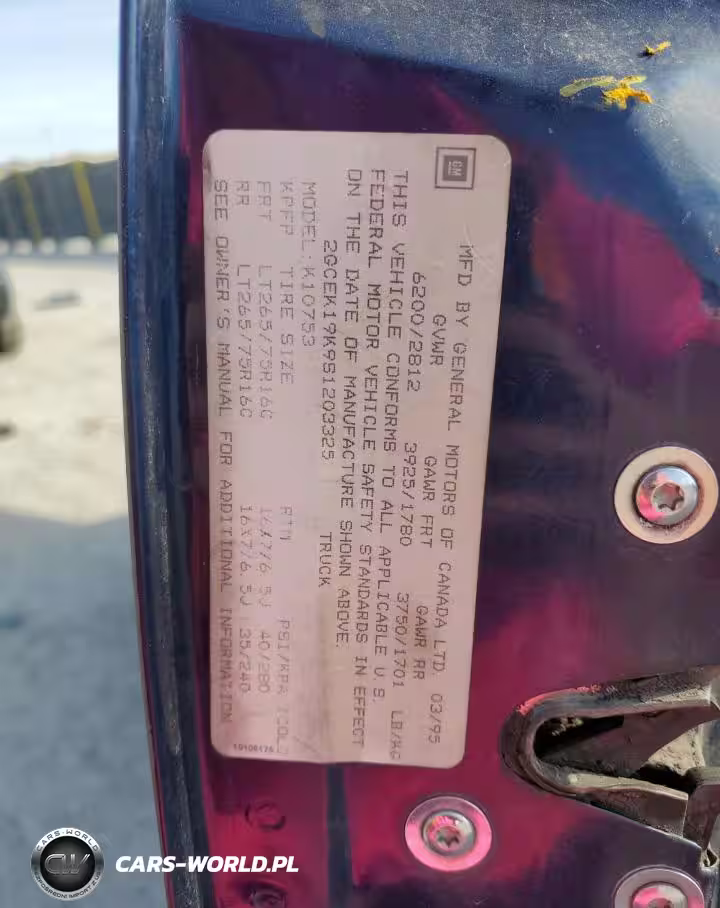 GM
MFD BY GENERAL MOTORS OF CANADA LTD. 03/95
GVWR GAWR FRT GAWR RR
6200/2812 3925/1780 3750/1701 LB/KG
THIS VEHICLE CONFORMS TO ALL APPLICABLE U.S.
FEDERAL MOTOR VEHICLE SAFETY STANDARDS IN EFFECT
ON THE DATE OF MANUFACTURE SHOWN ABOVE.
2GCEK19K9S1203325 TRUCK
MODEL: K10753
KPFP TIRE SIZE RIM PSI/KPA (COLD
FRT LT265/75R16C 16X7/6.5J 40/280
RR LT265/75R16C 16X7/6.5J 35/240
SEE OWNER'S MANUAL FOR ADDITIONAL INFORMATION
CARS-WORLD
CW
CARS-WORLD.PL